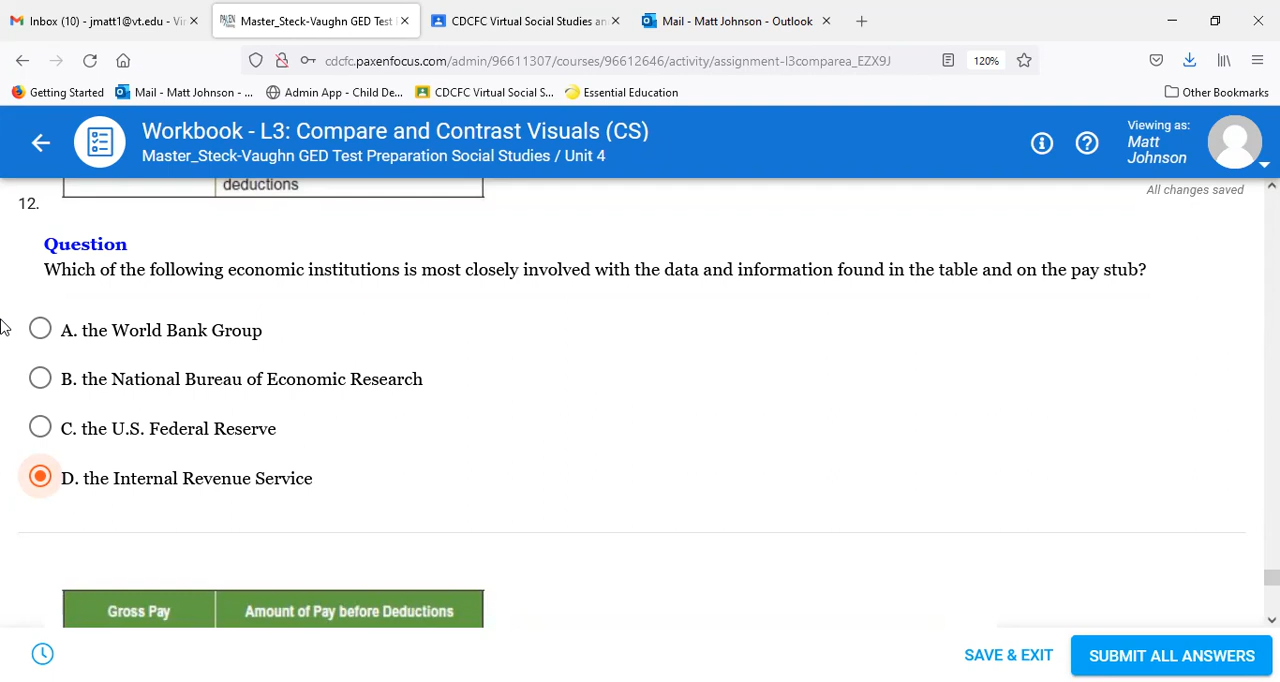 Inbox (10) - jmatt1@vt.edu - Vir
PAXEN
Master_Steck-Vaughn GED Test
CDCFC Virtual Social Studies an
Mail - Matt Johnson - Outlook
cdcfc.paxenfocus.com/admin/96611307/courses/96612646/activity/assignment-l3comparea_EZX9J
120%
Getting Started
Mail - Matt Johnson - ...
Admin App - Child De...
CDCFC Virtual Social S...
Essential Education
Other Bookmarks
Workbook - L3: Compare and Contrast Visuals (CS)
Master_Steck-Vaughn GED Test Preparation Social Studies / Unit 4
Viewing as:
Matt
Johnson
deductions
All changes saved
12.
Question
Which of the following economic institutions is most closely involved with the data and information found in the table and on the pay stub?
A. the World Bank Group
B. the National Bureau of Economic Research
C. the U.S. Federal Reserve
D. the Internal Revenue Service
Gross Pay
Amount of Pay before Deductions
SAVE & EXIT
SUBMIT ALL ANSWERS